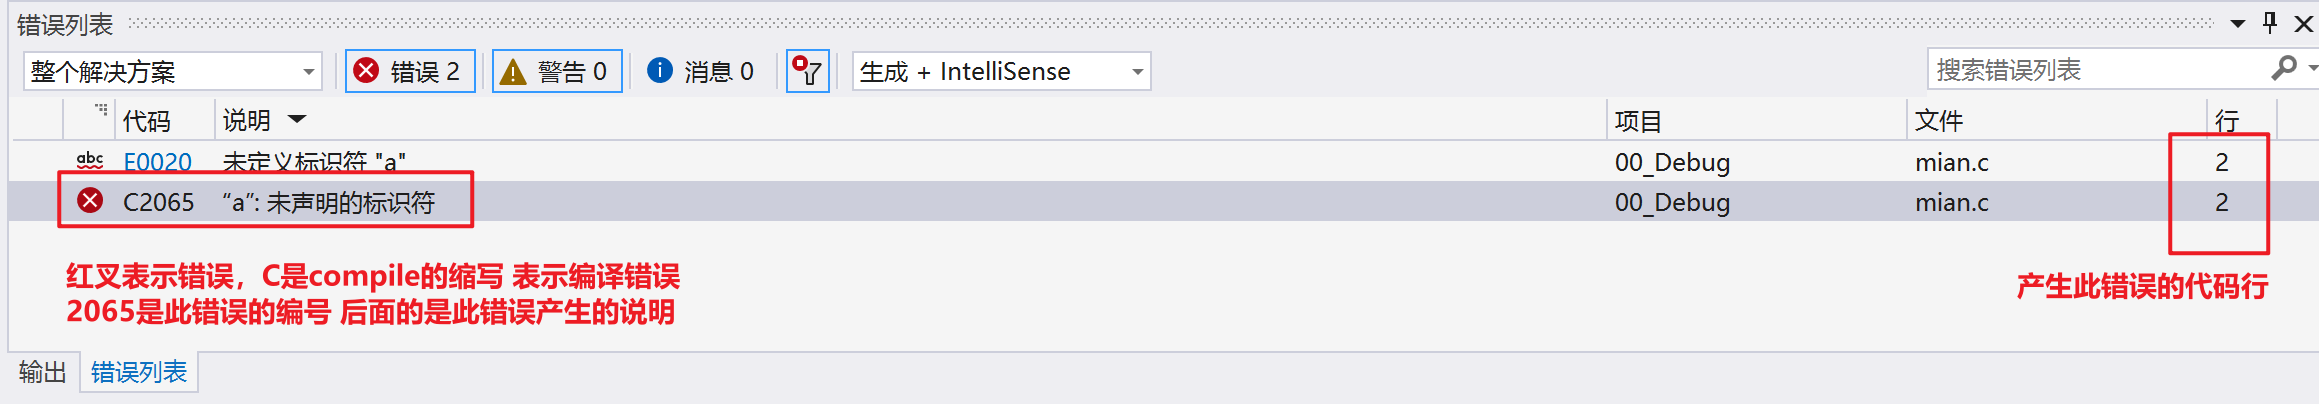 错误列表
整个解决方案 错误 2 警告 0 消息 0 生成 + IntelliSense 搜索错误列表
代码 说明 项目 文件 行
abc E0020 未定义标识符 "a" 00_Debug mian.c 2
C2065 “a”: 未声明的标识符 00_Debug mian.c 2
红叉表示错误，C是compile的缩写 表示编译错误
2065是此错误的编号 后面的是此错误产生的说明
产生此错误的代码行
输出 错误列表